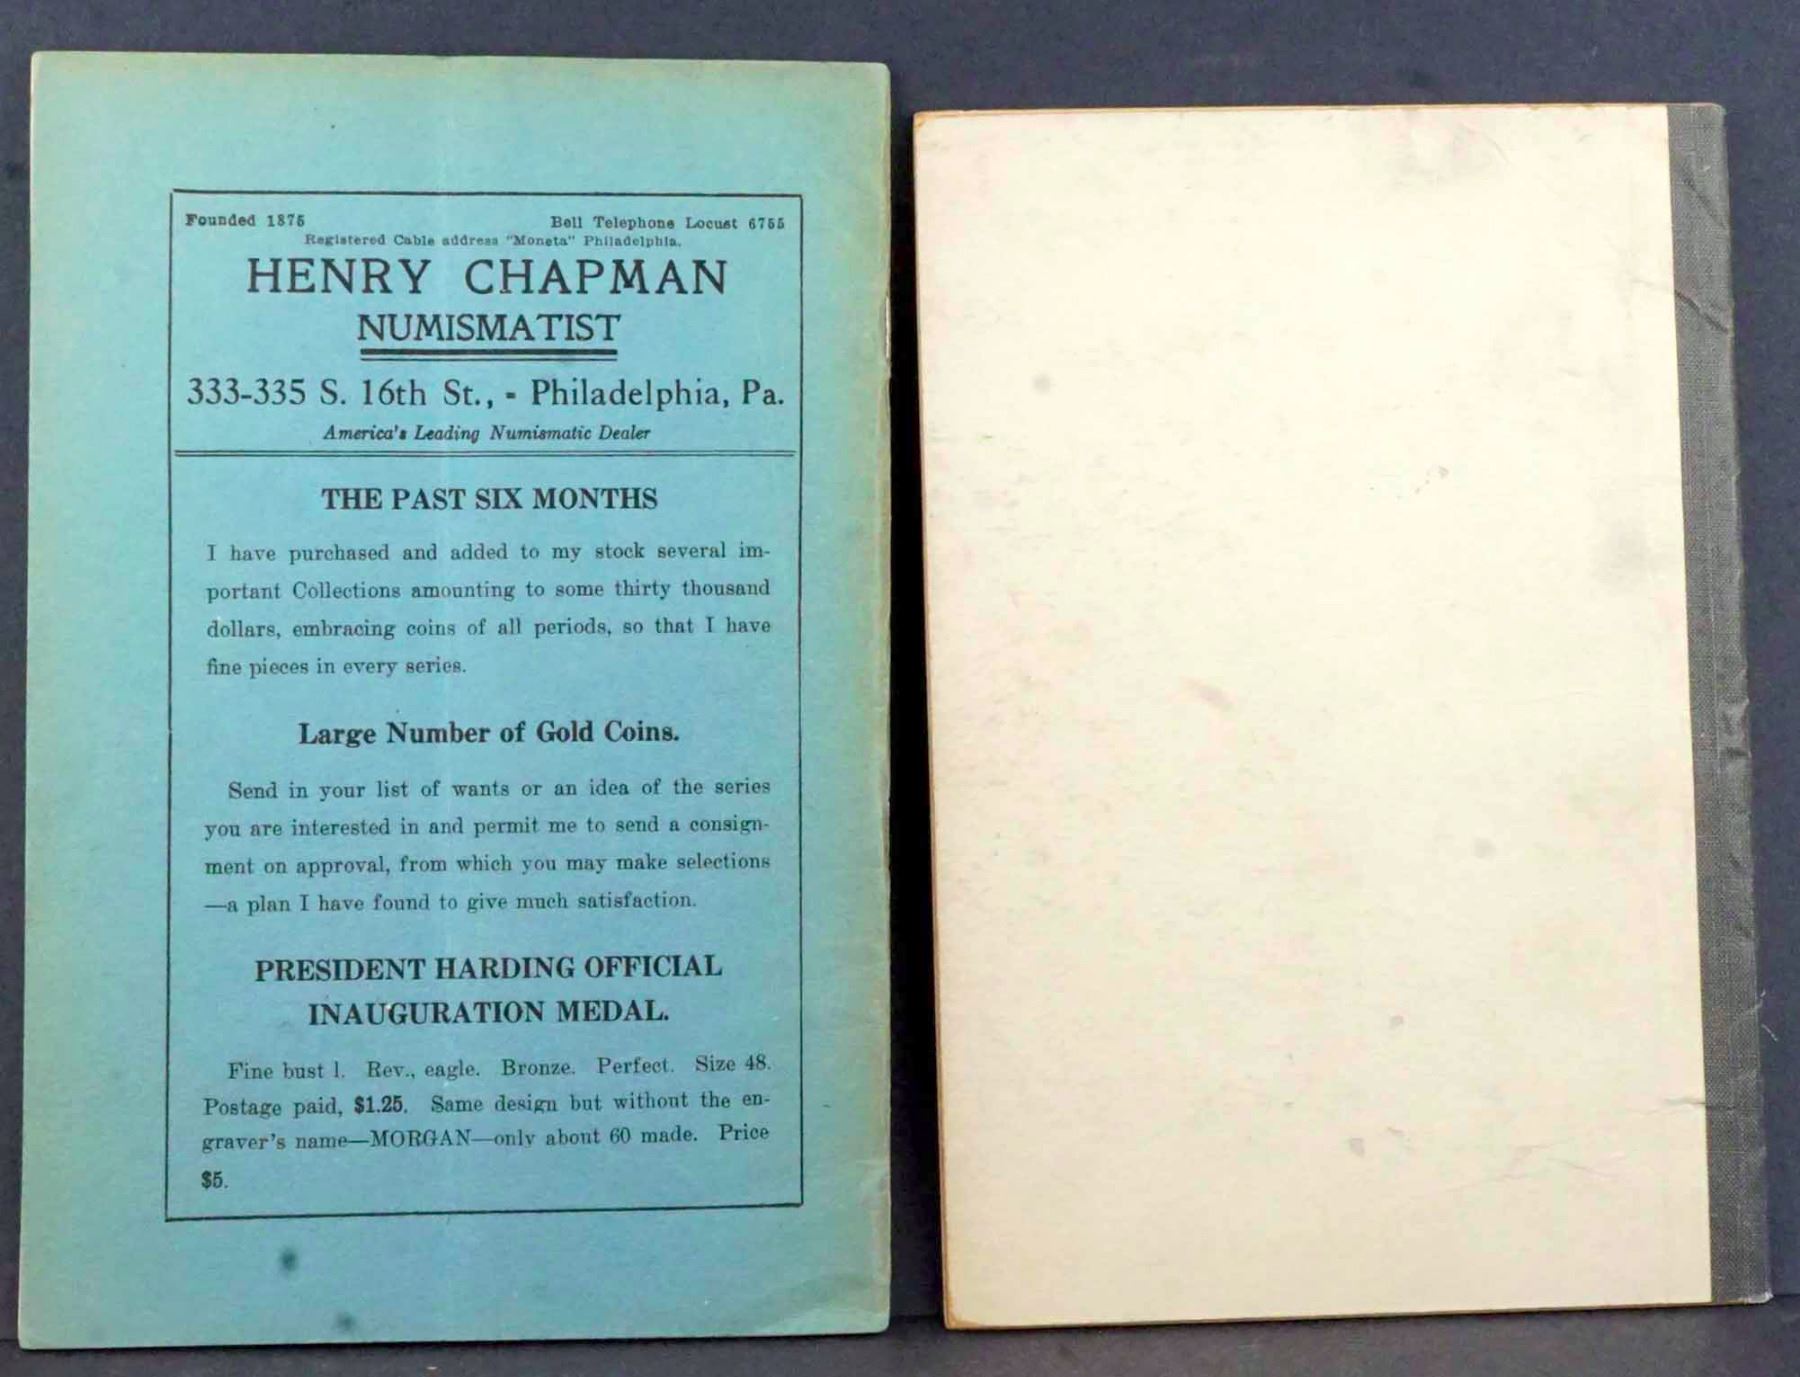 Founded 1876 Bell Telephone Locust 6755
Registered Cable address "Moneta" Philadelphia.
HENRY CHAPMAN
NUMISMATIST
333-335 S. 16th St., - Philadelphia, Pa.
America's Leading Numismatic Dealer
THE PAST SIX MONTHS
I have purchased and added to my stock several im-
portant Collections amounting to some thirty thousand
dollars, embracing coins of all periods, so that I have
fine pieces in every series.
Large Number of Gold Coins.
Send in your list of wants or an idea of the series
you are interested in and permit me to send a consign-
ment on approval, from which you may make selections
—a plan I have found to give much satisfaction.
PRESIDENT HARDING OFFICIAL
INAUGURATION MEDAL.
Fine bust l. Rev., eagle. Bronze. Perfect. Size 48.
Postage paid, $1.25. Same design but without the en-
graver's name—MORGAN—only about 60 made. Price
$5.